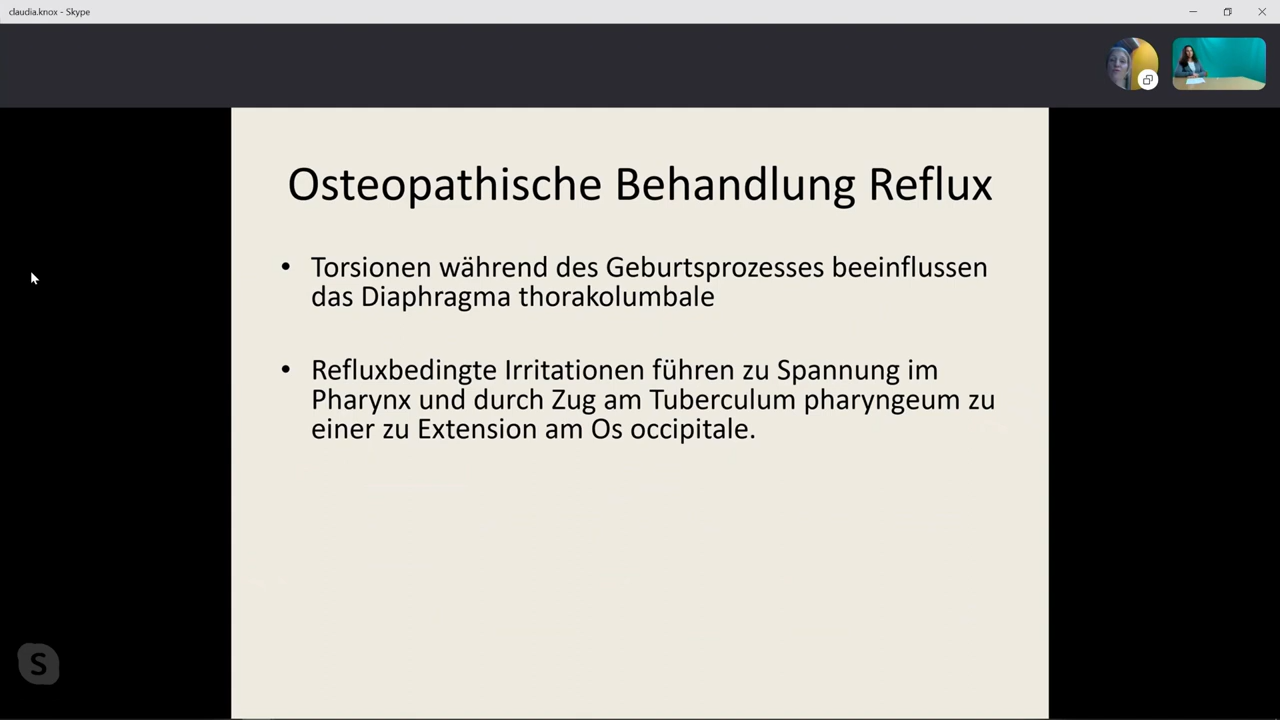 claudia.knox - Skype
Osteopathische Behandlung Reflux
• Torsionen während des Geburtsprozesses beeinflussen
das Diaphragma thorakolumbale
• Refluxbedingte Irritationen führen zu Spannung im
Pharynx und durch Zug am Tuberculum pharyngeum zu
einer zu Extension am Os occipitale.
S